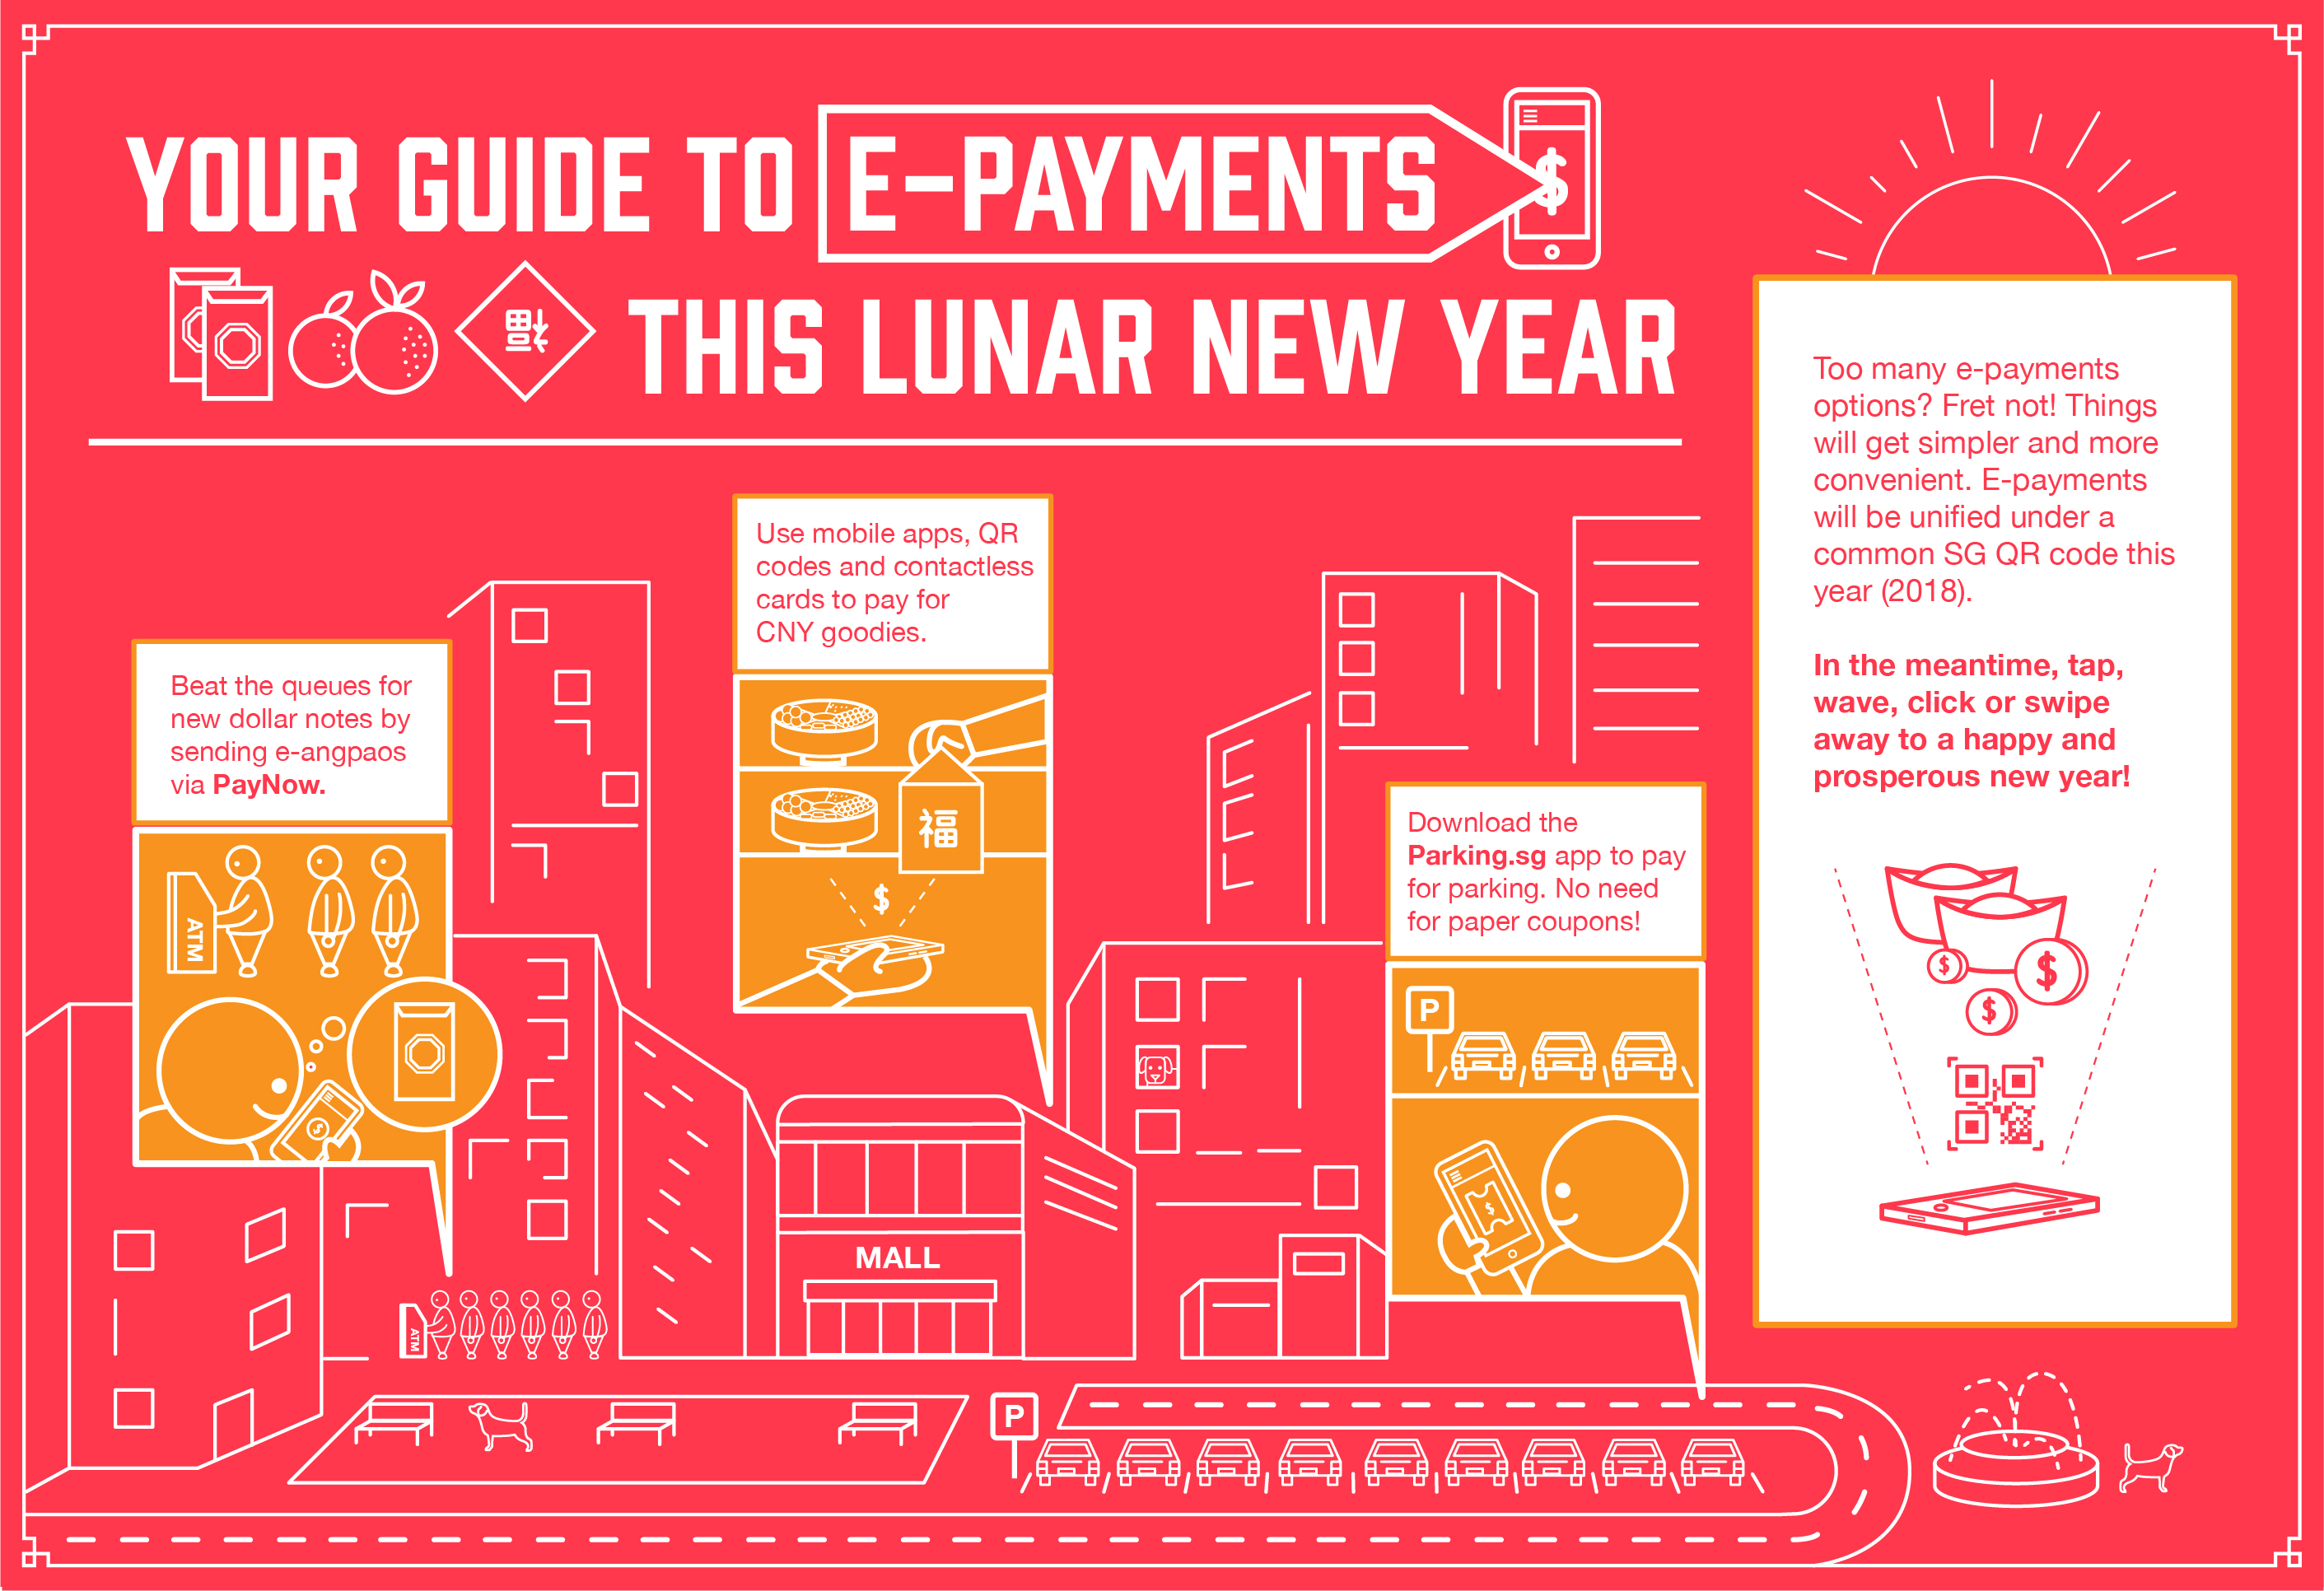 YOUR GUIDE TO E-PAYMENTS
$
福
THIS LUNAR NEW YEAR
Too many e-payments
options? Fret not! Things
will get simpler and more
convenient. E-payments
will be unified under a
common SG QR code this
year (2018).
In the meantime, tap,
wave, click or swipe
away to a happy and
prosperous new year!
$
$
$
Use mobile apps, QR
codes and contactless
cards to pay for
CNY goodies.
福
$
Beat the queues for
new dollar notes by
sending e-angpaos
via PayNow.
ATM
$
Download the
Parking.sg app to pay
for parking. No need
for paper coupons!
P
$
MALL
ATM
P